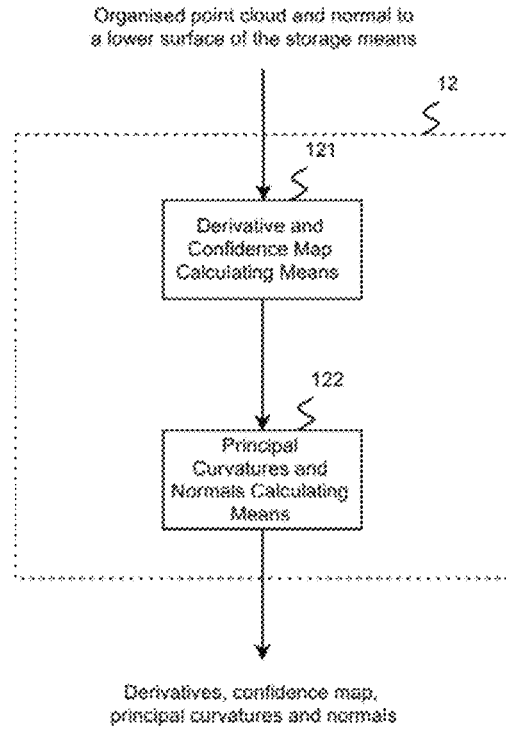 Organised point cloud and normal to
a lower surface of the storage means
12
121
Derivative and
Confidence Map
Calculating Means
122
Principal
Curvatures and
Normals Calculating
Means
Derivatives, confidence map,
principal curvatures and normals